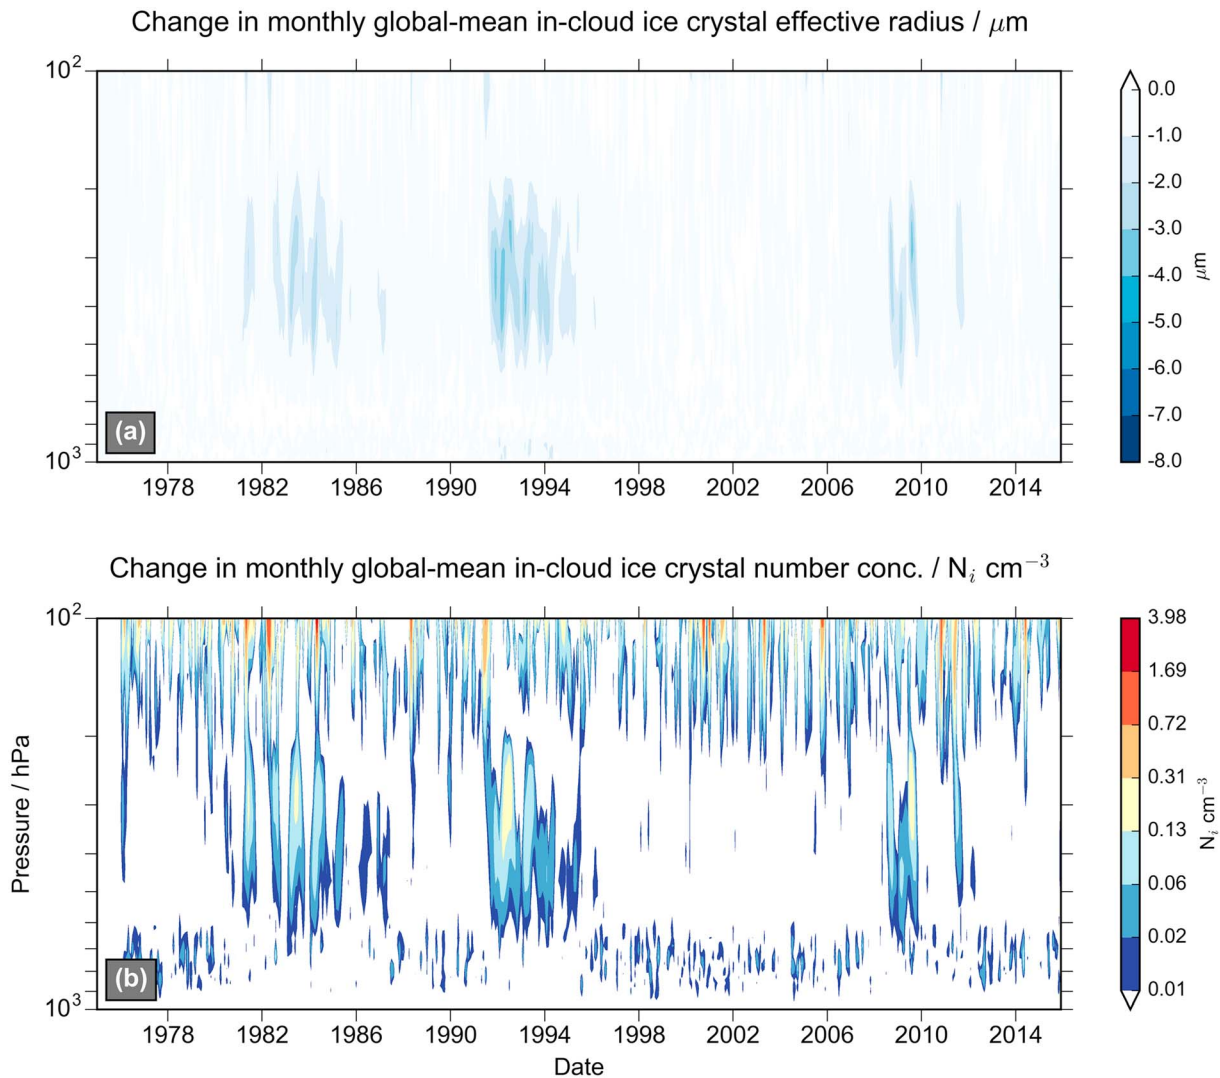 Change in monthly global-mean in-cloud ice crystal effective radius / μm
10²
10³
(a)
1978 1982 1986 1990 1994 1998 2002 2006 2010 2014
0.0
-1.0
-2.0
-3.0
-4.0
-5.0
-6.0
-7.0
-8.0
μm
Change in monthly global-mean in-cloud ice crystal number conc. / Nᵢ cm⁻³
10²
10³
Pressure / hPa
(b)
1978 1982 1986 1990 1994 1998 2002 2006 2010 2014
Date
3.98
1.69
0.72
0.31
0.13
0.06
0.02
0.01
Nᵢ cm⁻³